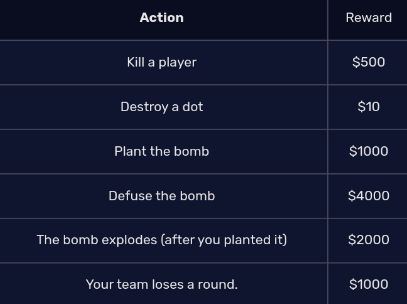 Action Reward
Kill a player $500
Destroy a dot $10
Plant the bomb $1000
Defuse the bomb $4000
The bomb explodes (after you planted it) $2000
Your team loses a round. $1000